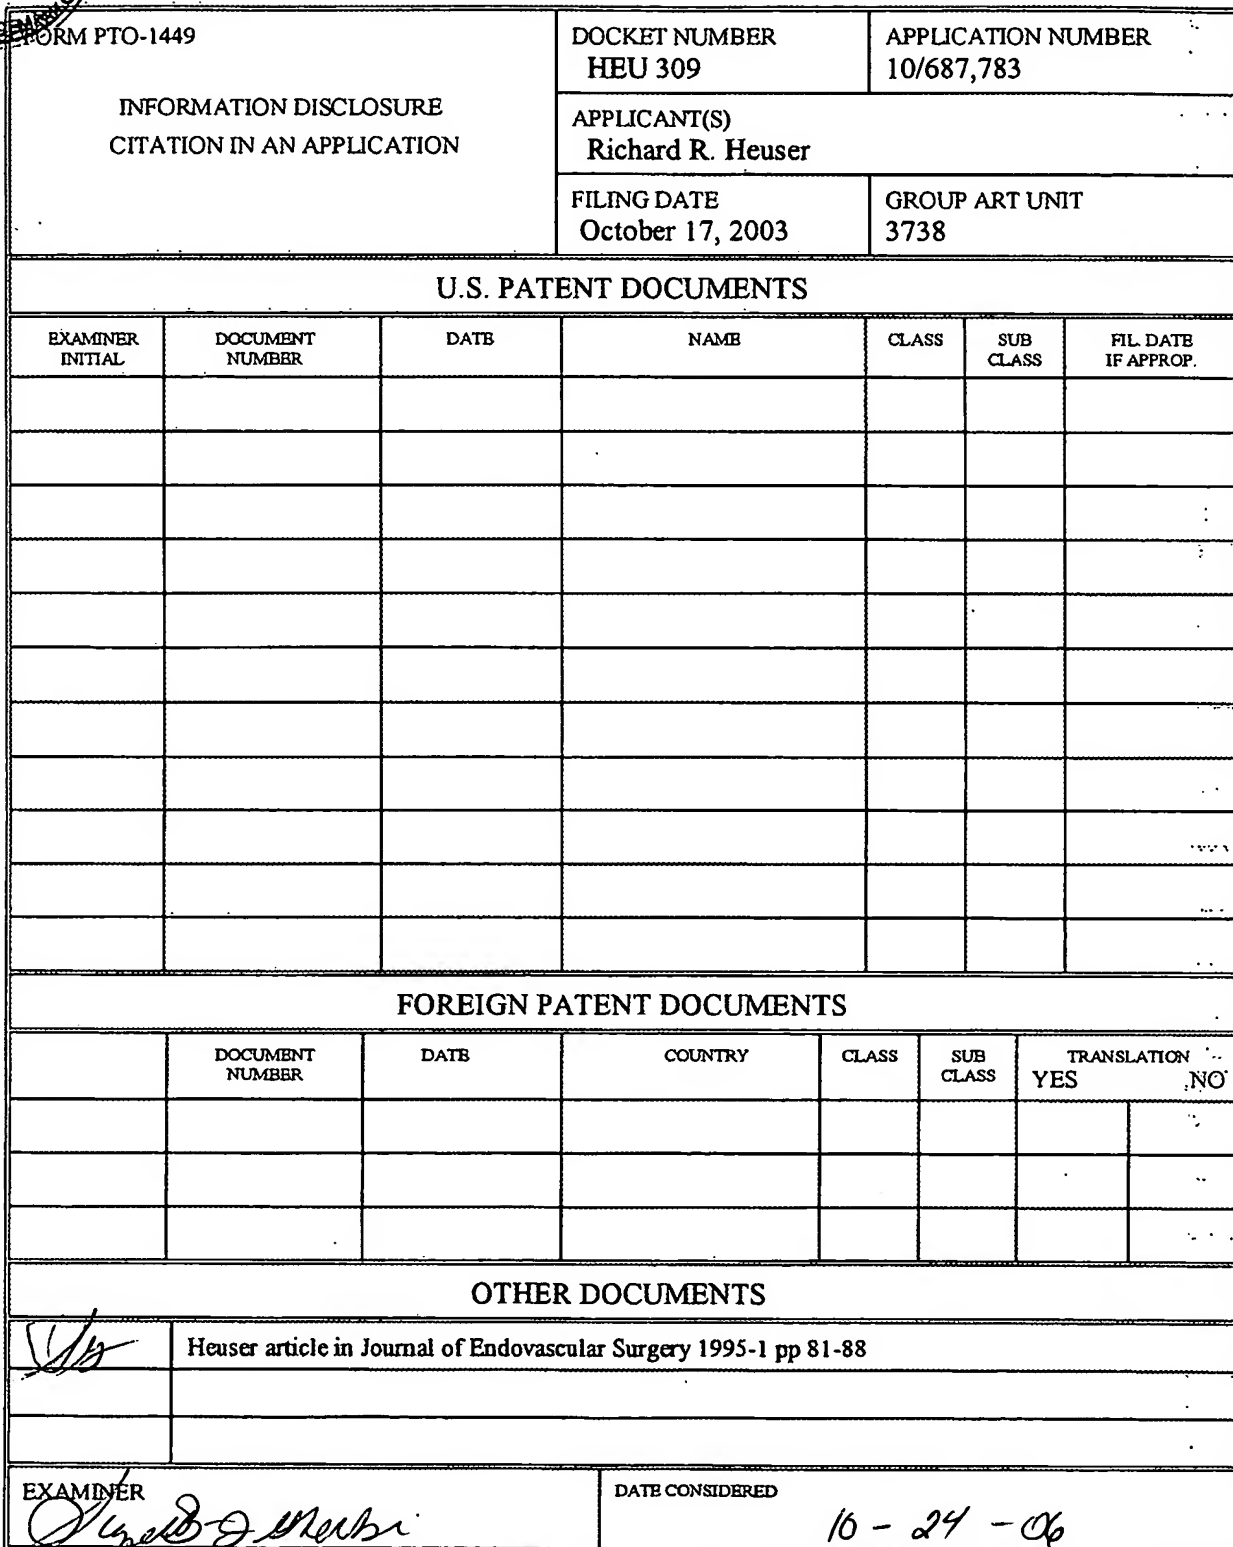 FORM PTO-1449
INFORMATION DISCLOSURE
CITATION IN AN APPLICATION
DOCKET NUMBER
HEU 309
APPLICATION NUMBER
10/687,783
APPLICANT(S)
Richard R. Heuser
FILING DATE
October 17, 2003
GROUP ART UNIT
3738
U.S. PATENT DOCUMENTS
EXAMINER INITIAL DOCUMENT NUMBER DATE NAME CLASS SUB CLASS FIL. DATE IF APPROP.
FOREIGN PATENT DOCUMENTS
DOCUMENT NUMBER DATE COUNTRY CLASS SUB CLASS TRANSLATION YES NO
OTHER DOCUMENTS
Heuser article in Journal of Endovascular Surgery 1995-1 pp 81-88
EXAMINER
DATE CONSIDERED
10 - 24 - 06